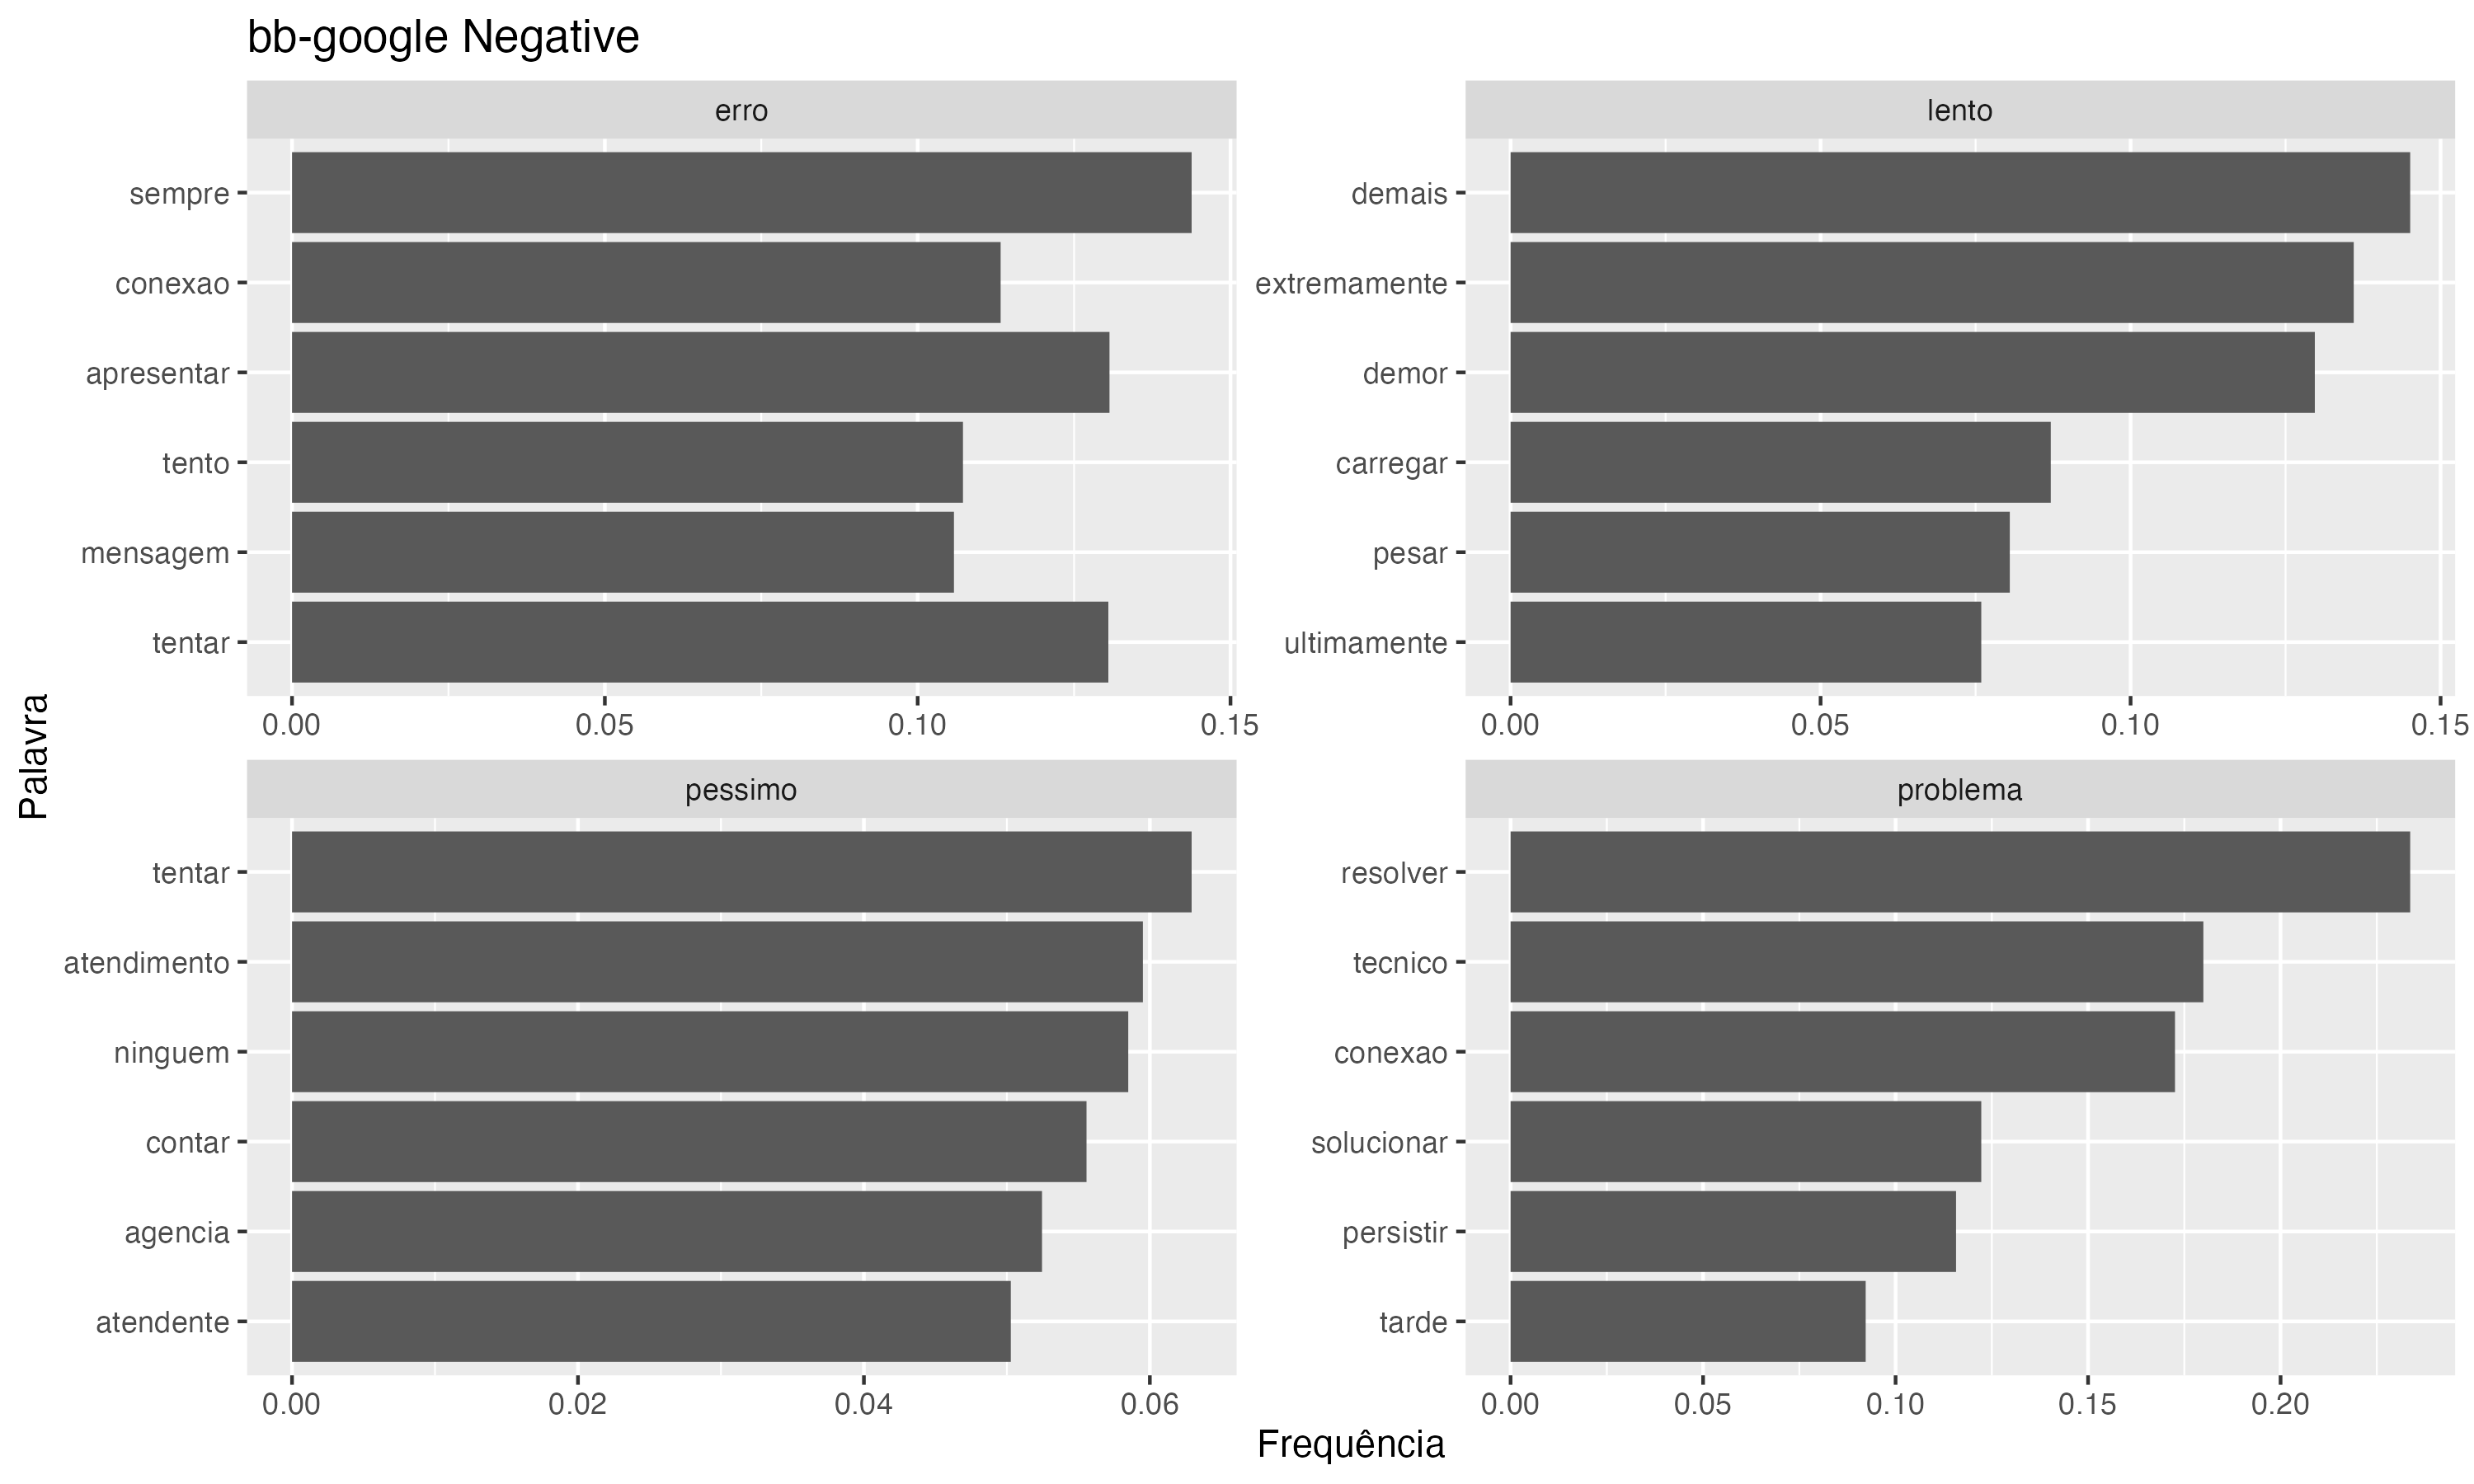 bb-google Negative
erro
sempre
conexao
apresentar
tento
mensagem
tentar
0.00 0.05 0.10 0.15
lento
demais
extremamente
demor
carregar
pesar
ultimamente
0.00 0.05 0.10 0.15
Palavra
pessimo
tentar
atendimento
ninguem
contar
agencia
atendente
0.00 0.02 0.04 0.06
problema
resolver
tecnico
conexao
solucionar
persistir
tarde
0.00 0.05 0.10 0.15 0.20
Frequência